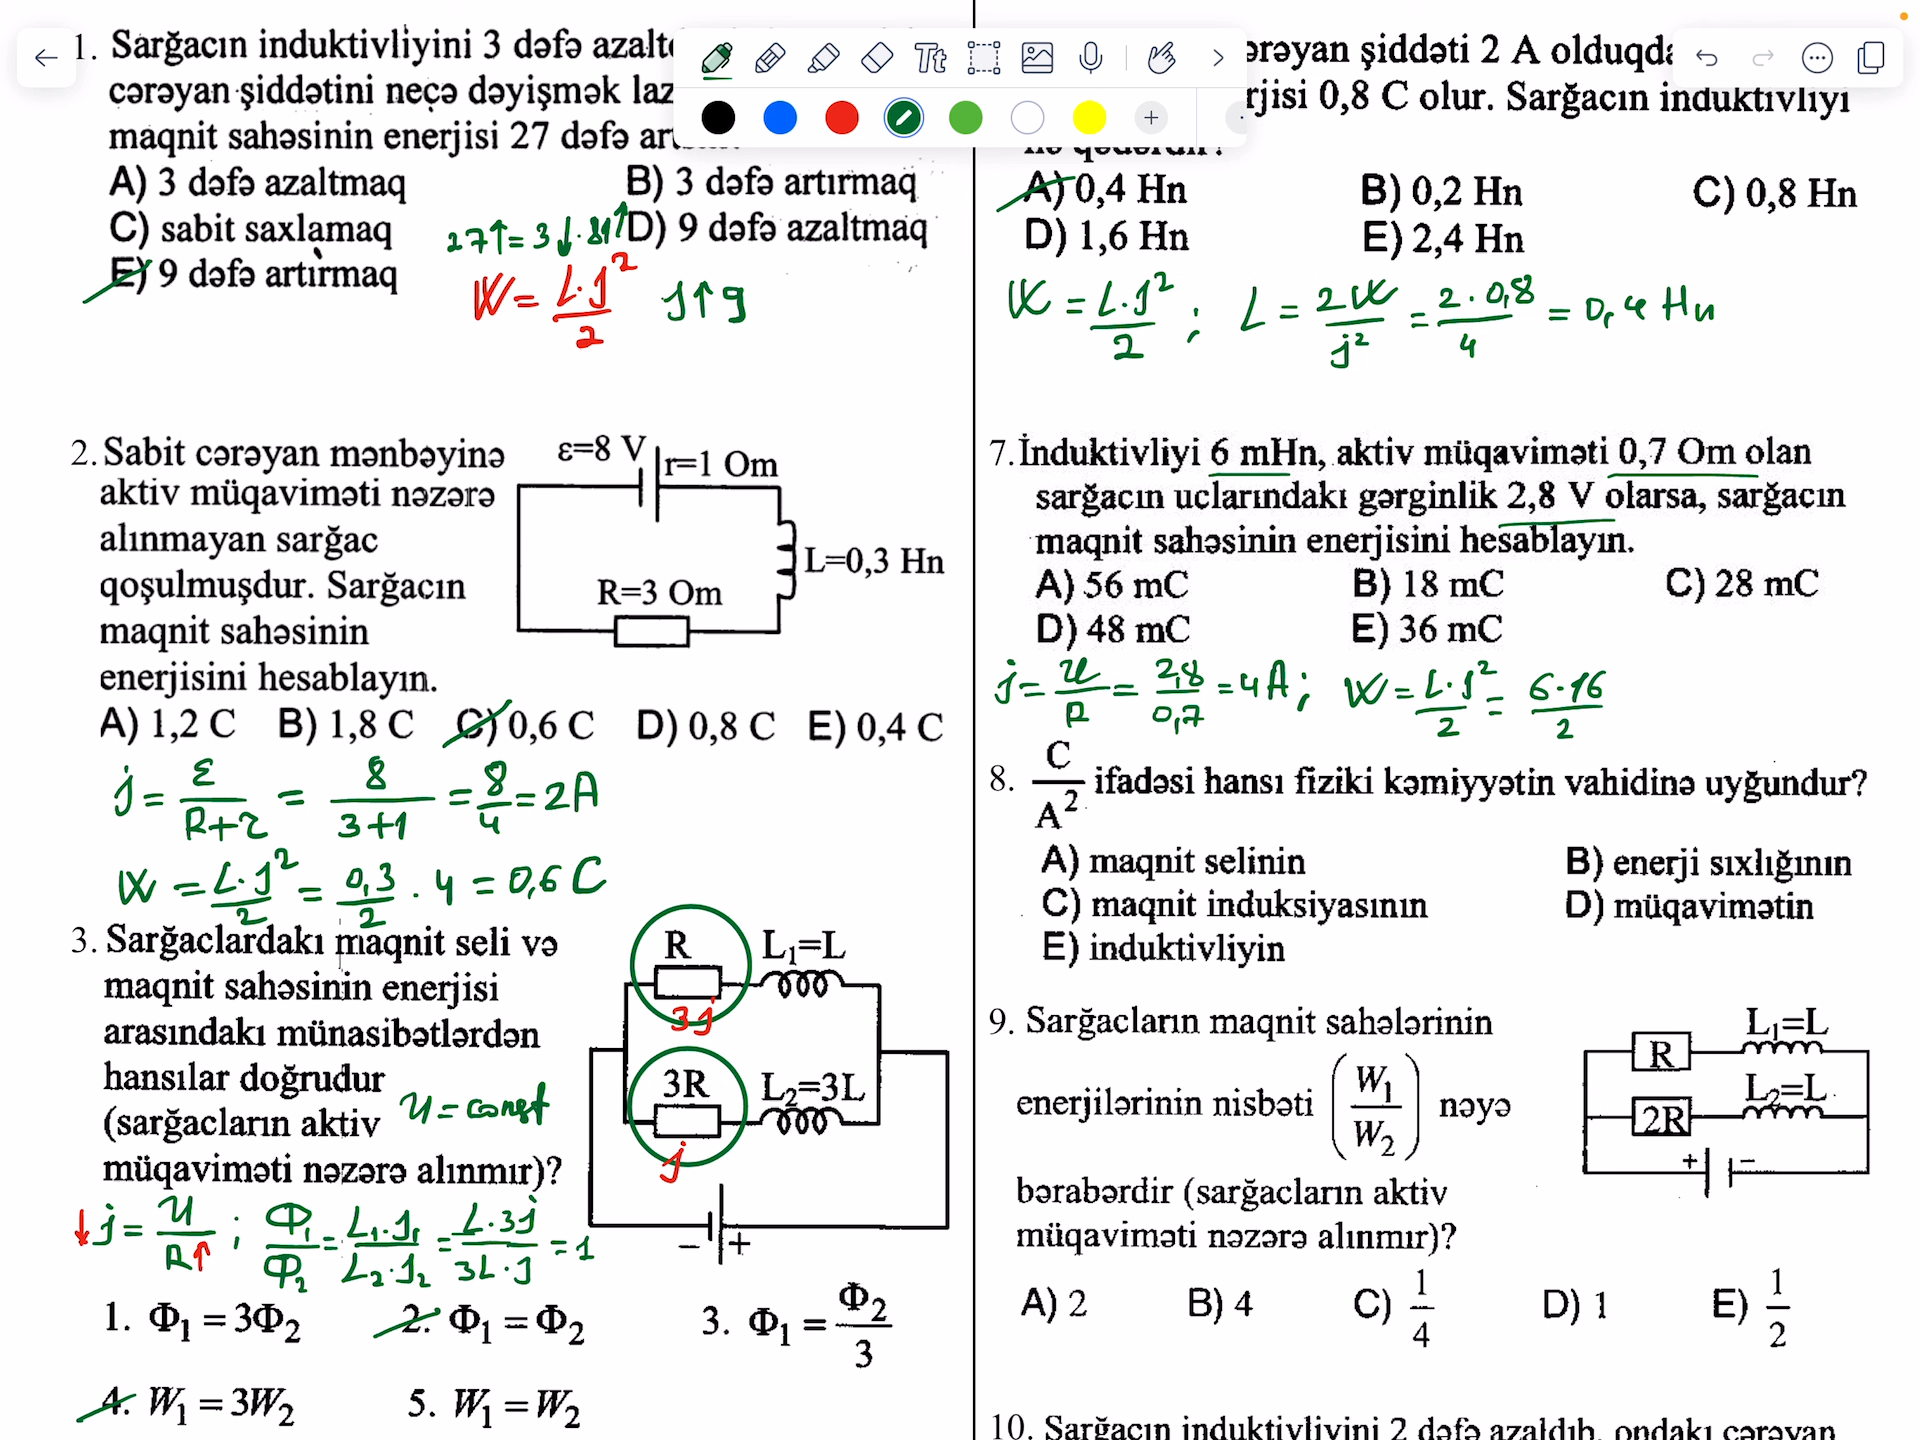 1. Sarğacın induktivliyini 3 dəfə
cərəyan şiddətini neçə dəyişmək
maqnit sahəsinin enerjisi 27 dəfə
A) 3 dəfə azaltmaq B) 3 dəfə artırmaq
C) sabit saxlamaq 27↑=3↓·81↑ D) 9 dəfə azaltmaq
E) 9 dəfə artırmaq
W = L·J²/2 J↑9
2. Sabit cərəyan mənbəyinə
aktiv müqaviməti nəzərə
alınmayan sarğac
qoşulmuşdur. Sarğacın
maqnit sahəsinin
enerjisini hesablayın.
ε=8 V r=1 Om
L=0,3 Hn
R=3 Om
A) 1,2 C B) 1,8 C C) 0,6 C D) 0,8 C E) 0,4 C
j = ε/R+r = 8/3+1 = 8/4 = 2A
W = L·J²/2 = 0,3/2 · 4 = 0,6 C
3. Sarğaclardakı maqnit seli və
maqnit sahəsinin enerjisi
arasındakı münasibətlərdən
hansılar doğrudur
(sarğacların aktiv
müqaviməti nəzərə alınmır)?
U = const
R L₁=L
3j
3R L₂=3L
j
− +
↓j = U/R↑ ; Φ₁/Φ₂ = L₁·J₁/L₂·J₂ = L·3j/3L·J = 1
1. Φ₁ = 3Φ₂ 2. Φ₁ = Φ₂ 3. Φ₁ = Φ₂/3
4. W₁ = 3W₂ 5. W₁ = W₂
Tt
cərəyan şiddəti 2 A
0,8 C olur. Sarğacın induktivliyi
A) 0,4 Hn B) 0,2 Hn C) 0,8 Hn
D) 1,6 Hn E) 2,4 Hn
W = L·J²/2 ; L = 2W/j² = 2·0,8/4 = 0,4 Hn
7. İnduktivliyi 6 mHn, aktiv müqaviməti 0,7 Om olan
sarğacın uclarındakı gərginlik 2,8 V olarsa, sarğacın
maqnit sahəsinin enerjisini hesablayın.
A) 56 mC B) 18 mC C) 28 mC
D) 48 mC E) 36 mC
j = U/R = 2,8/0,7 = 4A; W = L·J²/2 = 6·16/2
8. C/A² ifadəsi hansı fiziki kəmiyyətin vahidinə uyğundur?
A) maqnit selinin B) enerji sıxlığının
C) maqnit induksiyasının D) müqavimətin
E) induktivliyin
9. Sarğacların maqnit sahələrinin
enerjilərinin nisbəti (W₁/W₂) nəyə
bərabərdir (sarğacların aktiv
müqaviməti nəzərə alınmır)?
R L₁=L
2R L₂=L
+ −
A) 2 B) 4 C) 1/4 D) 1 E) 1/2
10. Sarğacın induktivliyini 2 dəfə azaldıb, ondakı cərəyan